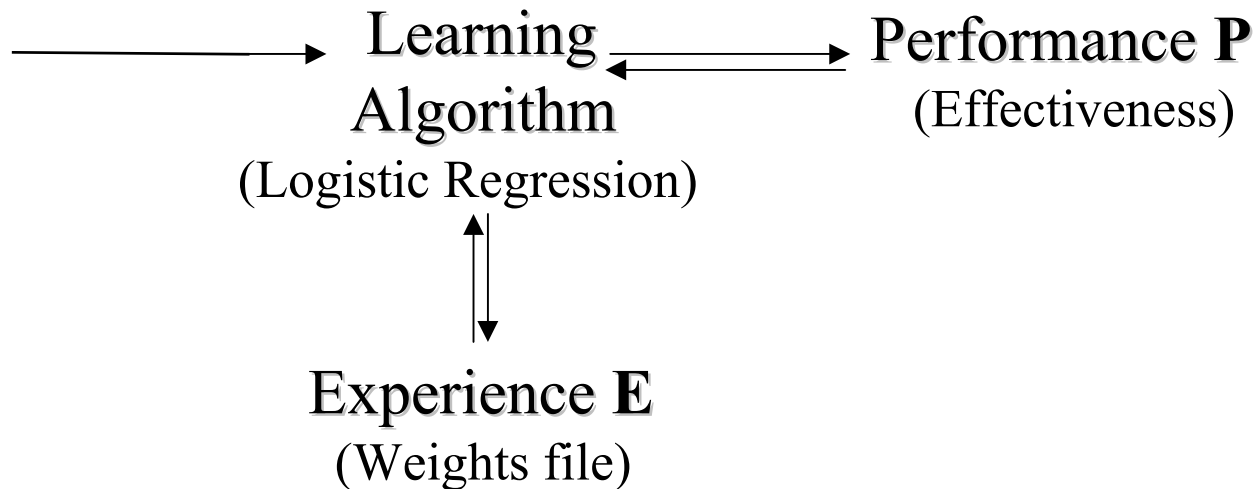 Learning
Algorithm
(Logistic Regression)
Performance P
(Effectiveness)
Experience E
(Weights file)